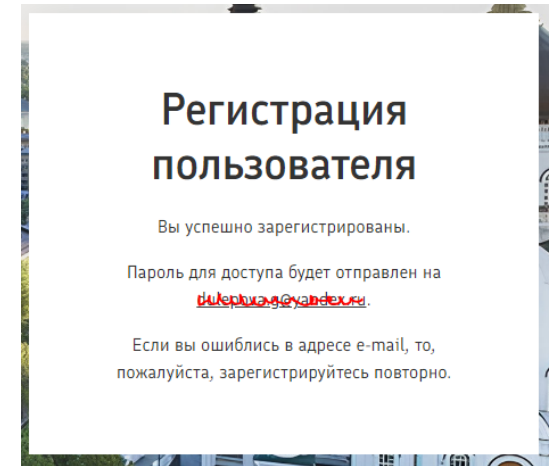 Регистрация
пользователя
Вы успешно зарегистрированы.
Пароль для доступа будет отправлен на
Если вы ошиблись в адресе e-mail, то,
пожалуйста, зарегистрируйтесь повторно.